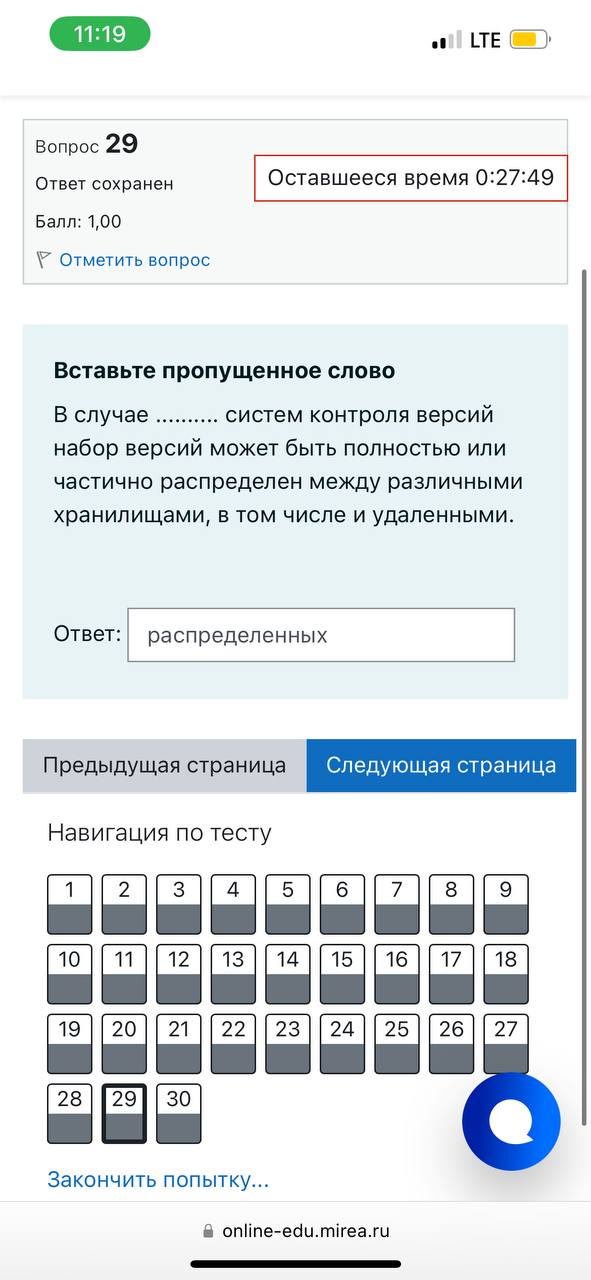 11:19
LTE
Вопрос 29
Ответ сохранен
Оставшееся время 0:27:49
Балл: 1,00
Отметить вопрос
Вставьте пропущенное слово
В случае .......... систем контроля версий
набор версий может быть полностью или
частично распределен между различными
хранилищами, в том числе и удаленными.
Ответ: распределенных
Предыдущая страница Следующая страница
Навигация по тесту
1 2 3 4 5 6 7 8 9
10 11 12 13 14 15 16 17 18
19 20 21 22 23 24 25 26 27
28 29 30
Закончить попытку...
online-edu.mirea.ru